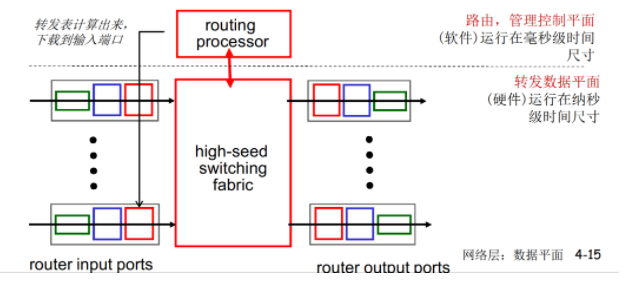 转发表计算出来，
下载到输入端口
routing
processor
路由，管理控制平面
(软件)运行在毫秒级时间
尺寸
转发数据平面
(硬件)运行在纳秒
级时间尺寸
high-seed
switching
fabric
网络层：数据平面 4-15
router input ports
router output ports